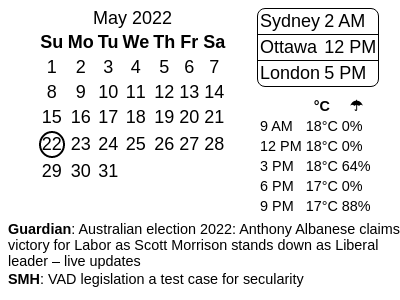 May 2022
Su Mo Tu We Th Fr Sa
1 2 3 4 5 6 7
8 9 10 11 12 13 14
15 16 17 18 19 20 21
22 23 24 25 26 27 28
29 30 31
Sydney 2 AM
Ottawa 12 PM
London 5 PM
°C ☂
9 AM 18°C 0%
12 PM 18°C 0%
3 PM 18°C 64%
6 PM 17°C 0%
9 PM 17°C 88%
Guardian: Australian election 2022: Anthony Albanese claims
victory for Labor as Scott Morrison stands down as Liberal
leader – live updates
SMH: VAD legislation a test case for secularity